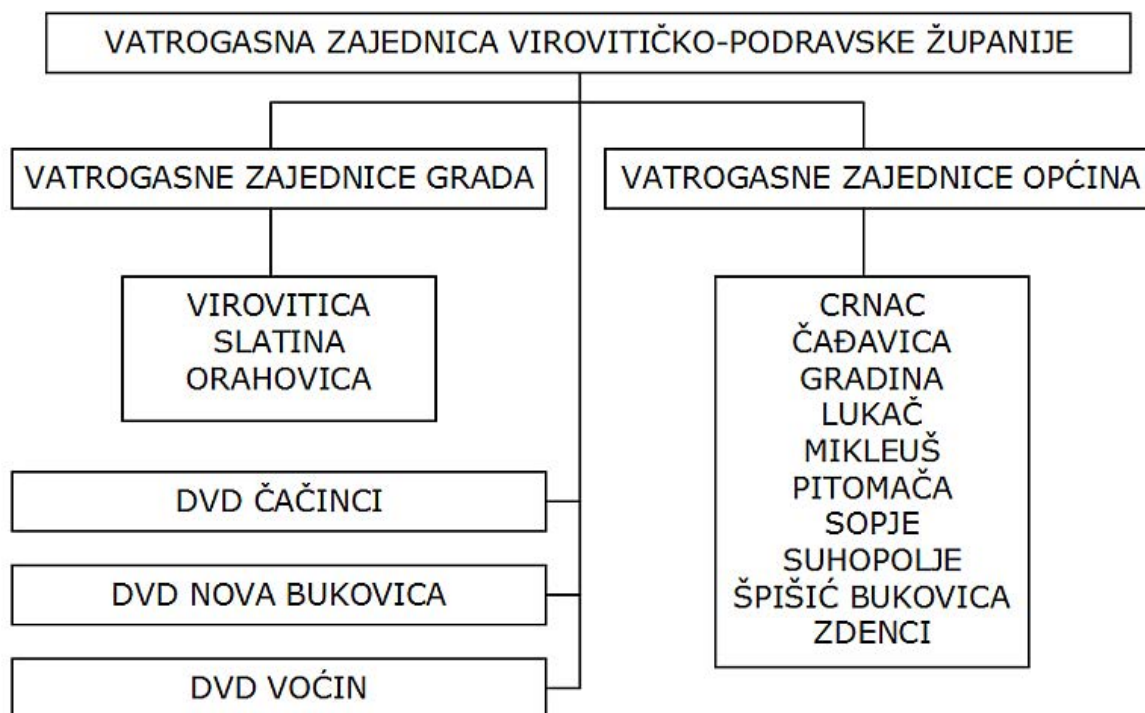 VATROGASNA ZAJEDNICA VIROVITIČKO-PODRAVSKE ŽUPANIJE
VATROGASNE ZAJEDNICE GRADA
VIROVITICA
SLATINA
ORAHOVICA
VATROGASNE ZAJEDNICE OPĆINA
CRNAC
ČAĐAVICA
GRADINA
LUKAČ
MIKLEUŠ
PITOMAČA
SOPJE
SUHOPOLJE
ŠPIŠIĆ BUKOVICA
ZDENCI
DVD ČAČINCI
DVD NOVA BUKOVICA
DVD VOĆIN